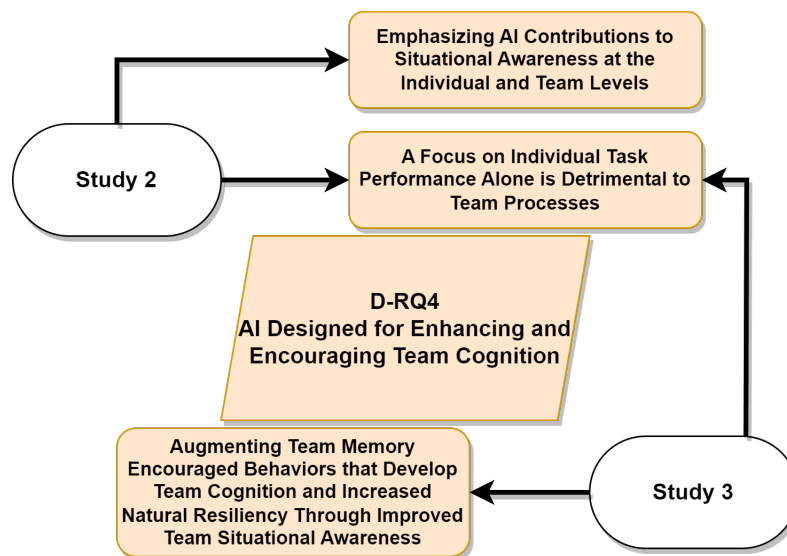 Emphasizing AI Contributions to
Situational Awareness at the
Individual and Team Levels
Study 2
A Focus on Individual Task
Performance Alone is Detrimental to
Team Processes
D-RQ4
AI Designed for Enhancing and
Encouraging Team Cognition
Augmenting Team Memory
Encouraged Behaviors that Develop
Team Cognition and Increased
Natural Resiliency Through Improved
Team Situational Awareness
Study 3